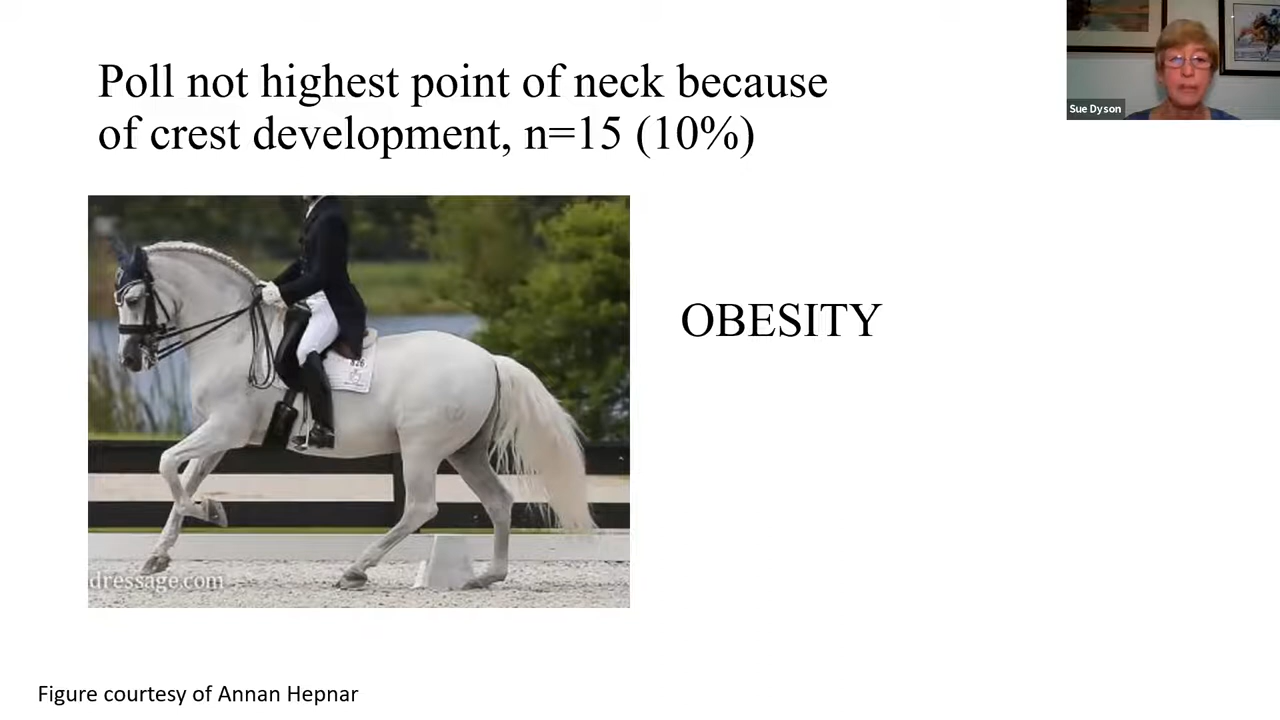 Poll not highest point of neck because
of crest development, n=15 (10%)
Sue Dyson
OBESITY
826
dressage.com
Figure courtesy of Annan Hepnar